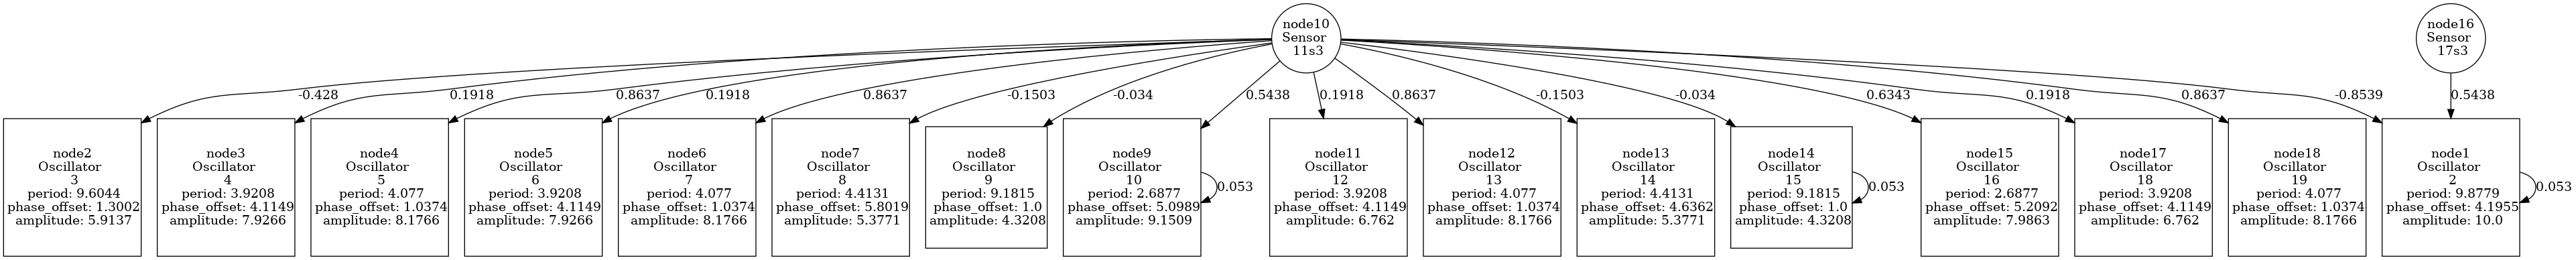 node10
Sensor
11s3
node16
Sensor
17s3
-0.428
0.1918
0.8637
0.1918
0.8637
-0.1503
-0.034
0.5438
0.1918
0.8637
-0.1503
-0.034
0.6343
0.1918
0.8637
-0.8539
0.5438
node2
Oscillator
3
period: 9.6044
phase_offset: 1.3002
amplitude: 5.9137
node3
Oscillator
4
period: 3.9208
phase_offset: 4.1149
amplitude: 7.9266
node4
Oscillator
5
period: 4.077
phase_offset: 1.0374
amplitude: 8.1766
node5
Oscillator
6
period: 3.9208
phase_offset: 4.1149
amplitude: 7.9266
node6
Oscillator
7
period: 4.077
phase_offset: 1.0374
amplitude: 8.1766
node7
Oscillator
8
period: 4.4131
phase_offset: 5.8019
amplitude: 5.3771
node8
Oscillator
9
period: 9.1815
phase_offset: 1.0
amplitude: 4.3208
node9
Oscillator
10
period: 2.6877
phase_offset: 5.0989
amplitude: 9.1509
0.053
node11
Oscillator
12
period: 3.9208
phase_offset: 4.1149
amplitude: 6.762
node12
Oscillator
13
period: 4.077
phase_offset: 1.0374
amplitude: 8.1766
node13
Oscillator
14
period: 4.4131
phase_offset: 4.6362
amplitude: 5.3771
node14
Oscillator
15
period: 9.1815
phase_offset: 1.0
amplitude: 4.3208
0.053
node15
Oscillator
16
period: 2.6877
phase_offset: 5.2092
amplitude: 7.9863
node17
Oscillator
18
period: 3.9208
phase_offset: 4.1149
amplitude: 6.762
node18
Oscillator
19
period: 4.077
phase_offset: 1.0374
amplitude: 8.1766
node1
Oscillator
2
period: 9.8779
phase_offset: 4.1955
amplitude: 10.0
0.053